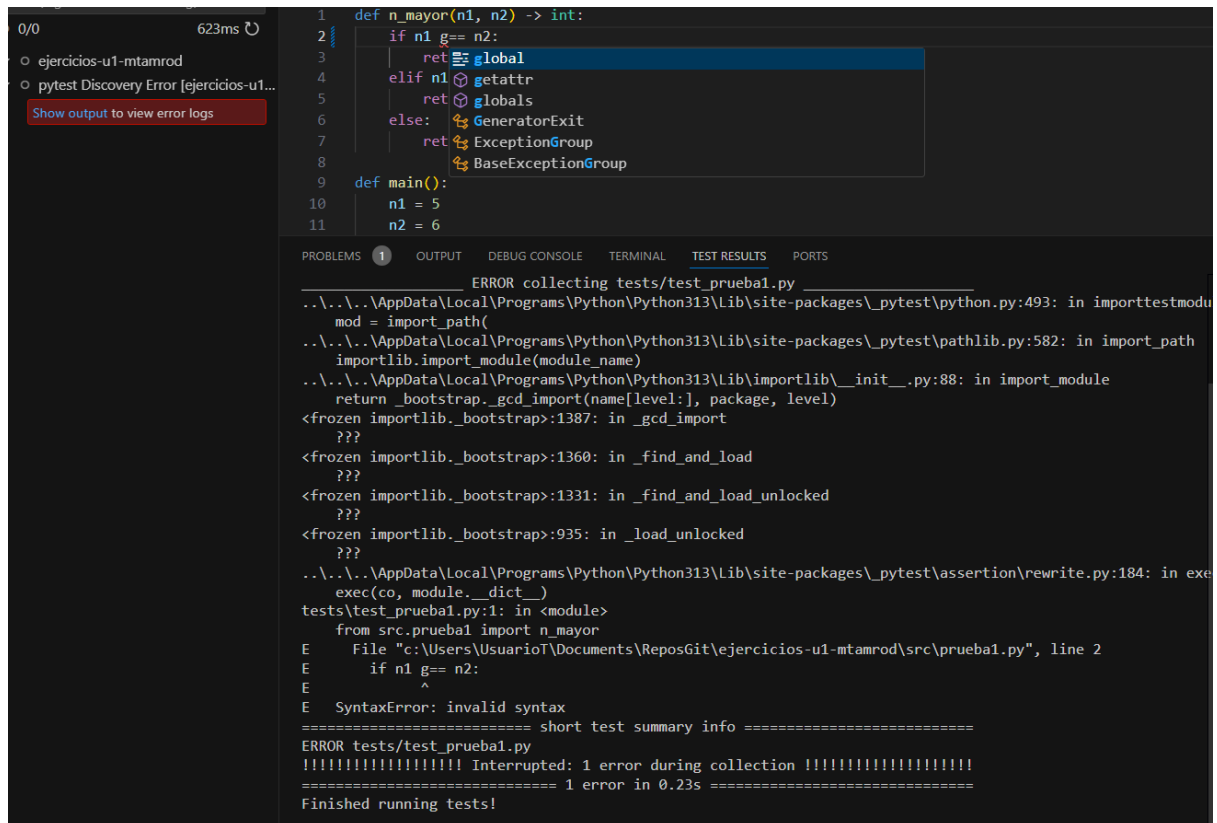 0/0 623ms
ejercicios-u1-mtamrod
pytest Discovery Error [ejercicios-u1...
Show output to view error logs
1 def n_mayor(n1, n2) -> int:
2 if n1 g== n2:
3 ret
4 elif n1
5 ret
6 else:
7 ret
8
9 def main():
10 n1 = 5
11 n2 = 6
global
getattr
globals
GeneratorExit
ExceptionGroup
BaseExceptionGroup
PROBLEMS 1 OUTPUT DEBUG CONSOLE TERMINAL TEST RESULTS PORTS
___________________ ERROR collecting tests/test_prueba1.py ____________________
..\..\..\AppData\Local\Programs\Python\Python313\Lib\site-packages\_pytest\python.py:493: in importtestmodu
mod = import_path(
..\..\..\AppData\Local\Programs\Python\Python313\Lib\site-packages\_pytest\pathlib.py:582: in import_path
importlib.import_module(module_name)
..\..\..\AppData\Local\Programs\Python\Python313\Lib\importlib\__init__.py:88: in import_module
return _bootstrap._gcd_import(name[level:], package, level)
<frozen importlib._bootstrap>:1387: in _gcd_import
???
<frozen importlib._bootstrap>:1360: in _find_and_load
???
<frozen importlib._bootstrap>:1331: in _find_and_load_unlocked
???
<frozen importlib._bootstrap>:935: in _load_unlocked
???
..\..\..\AppData\Local\Programs\Python\Python313\Lib\site-packages\_pytest\assertion\rewrite.py:184: in exe
exec(co, module.__dict__)
tests\test_prueba1.py:1: in <module>
from src.prueba1 import n_mayor
E File "c:\Users\UsuarioT\Documents\ReposGit\ejercicios-u1-mtamrod\src\prueba1.py", line 2
E if n1 g== n2:
E ^
E SyntaxError: invalid syntax
=========================== short test summary info ===========================
ERROR tests/test_prueba1.py
!!!!!!!!!!!!!!!!!!! Interrupted: 1 error during collection !!!!!!!!!!!!!!!!!!!!
============================== 1 error in 0.23s ===============================
Finished running tests!